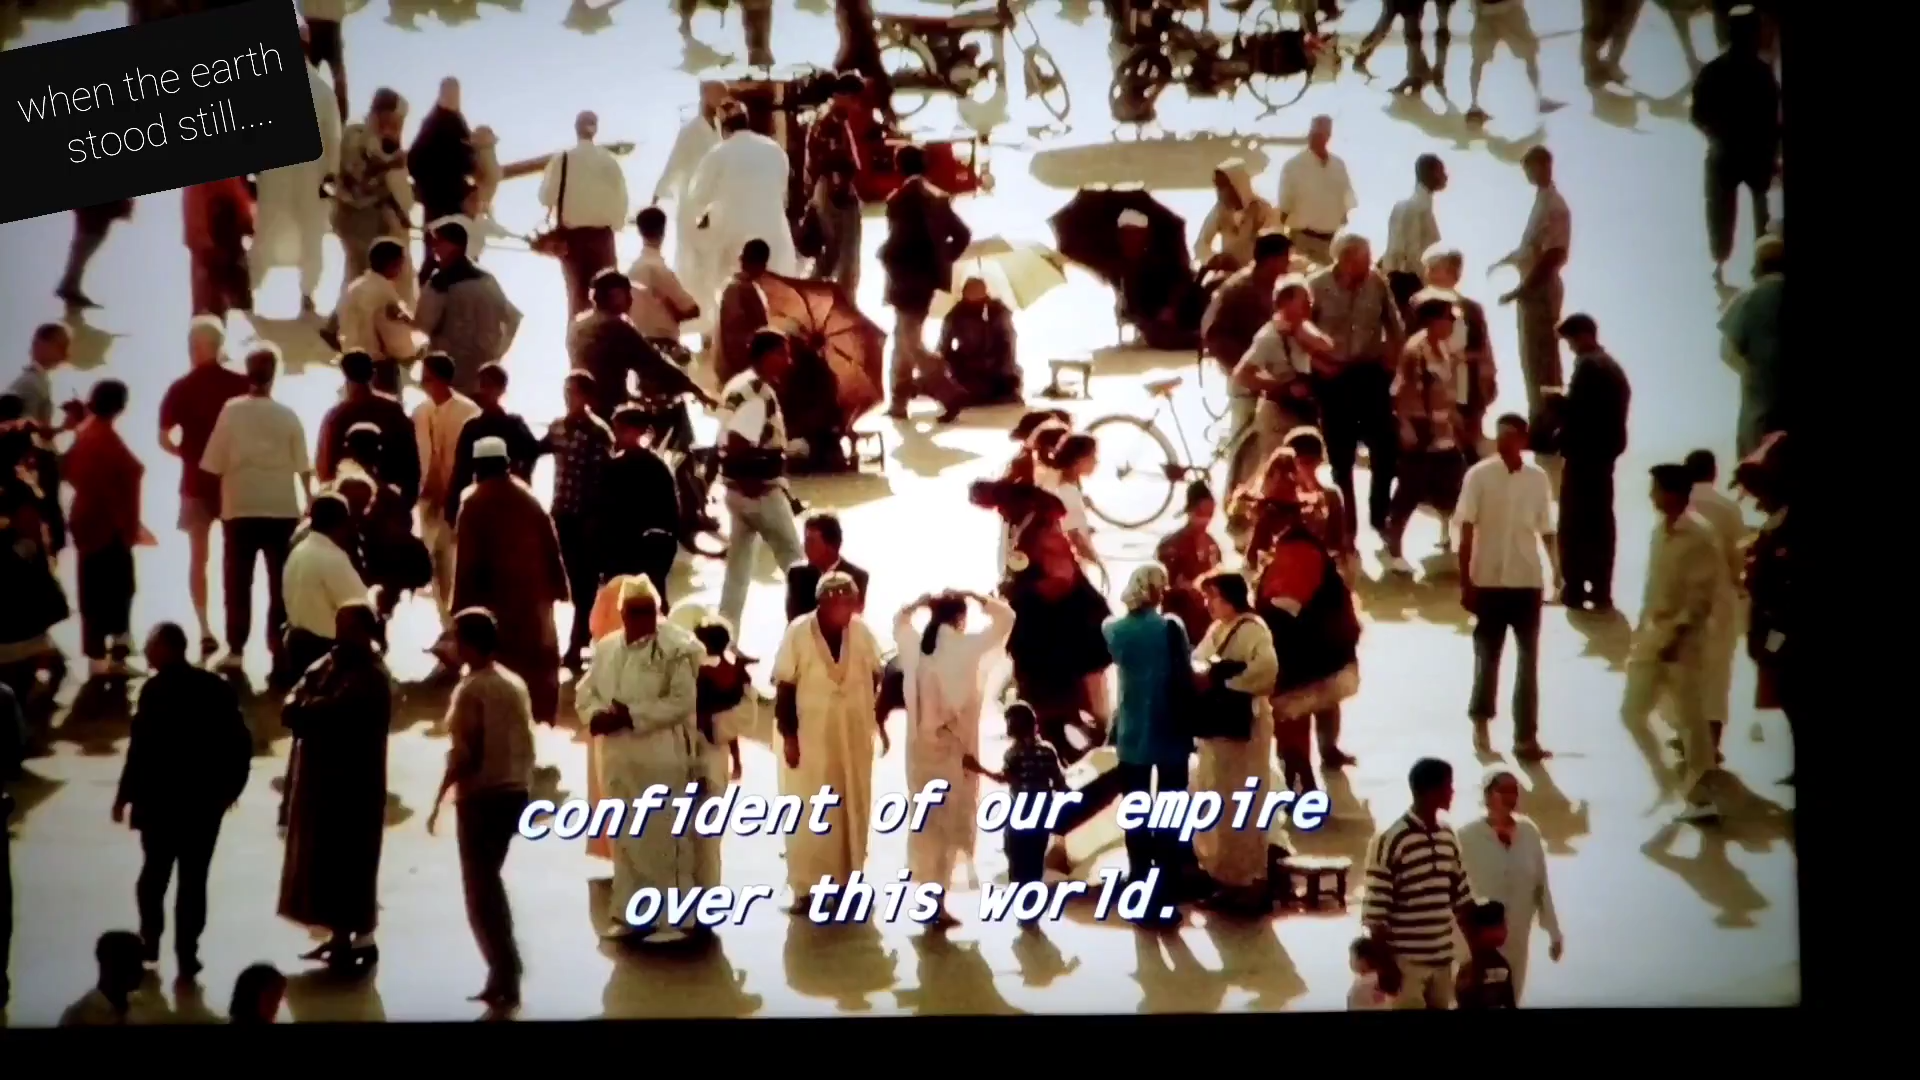 when the earth
stood still....
confident of our empire
over this world.